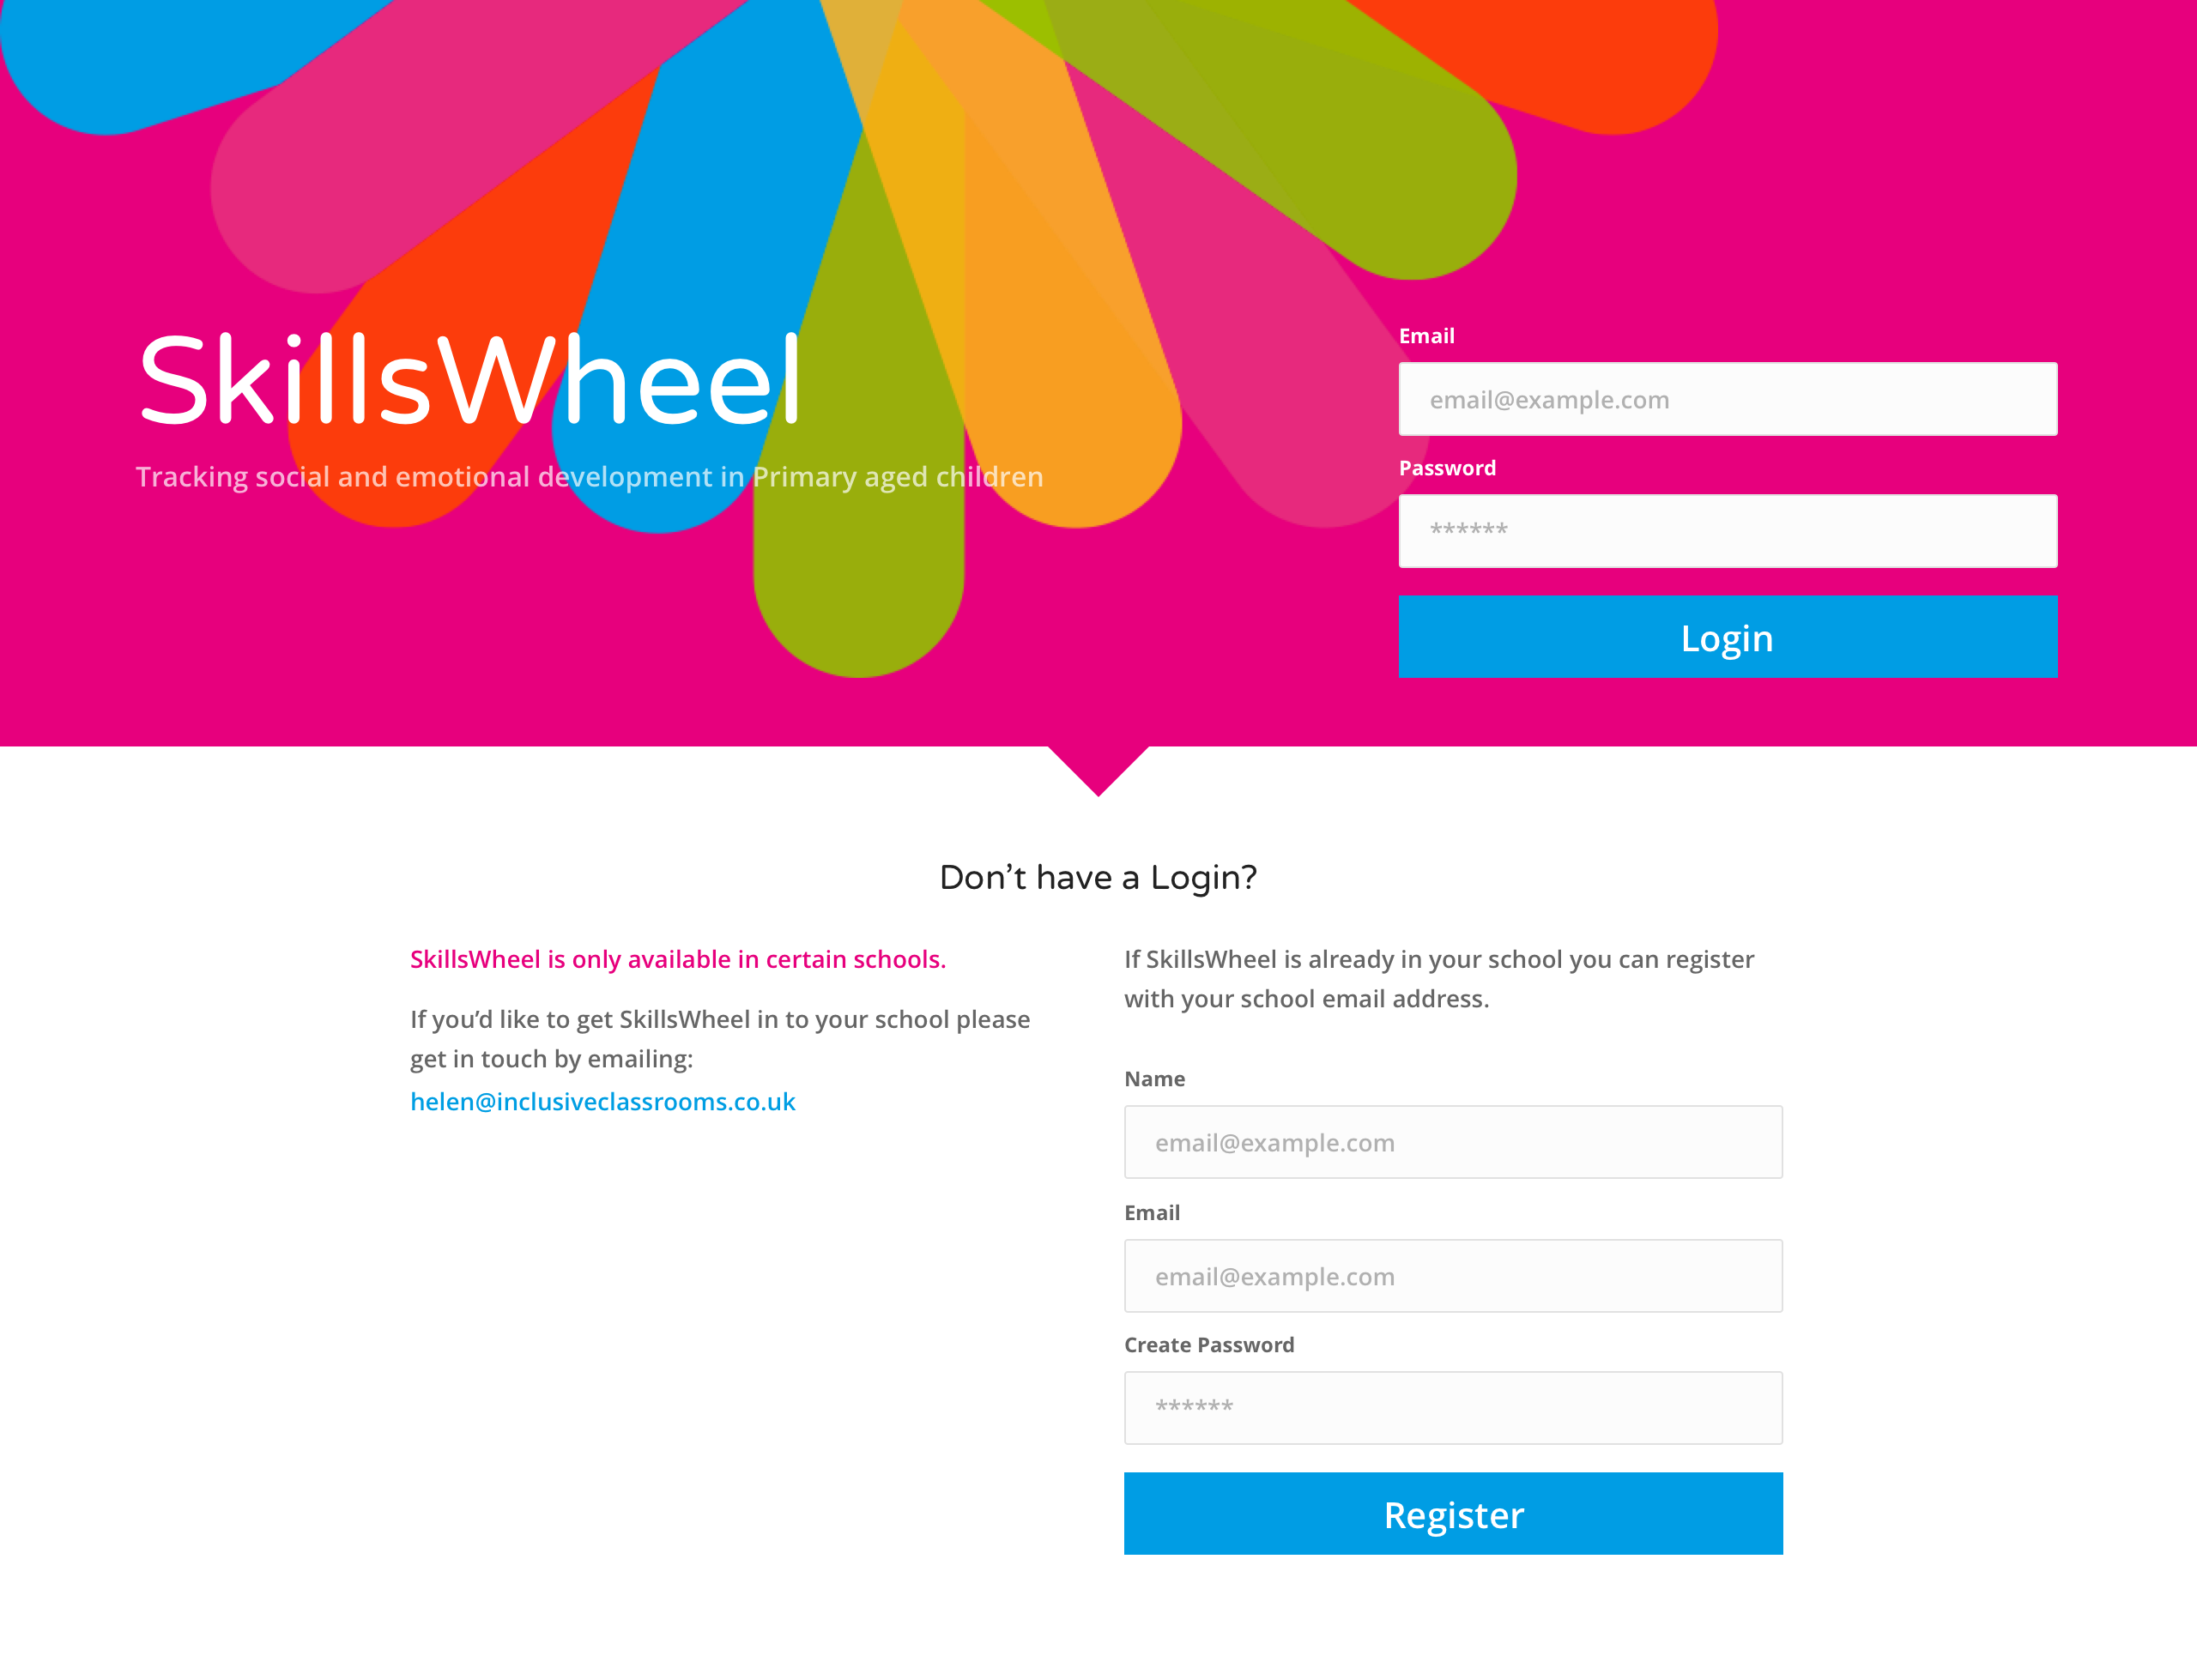 SkillsWheel
Tracking social and emotional development in Primary aged children
Email
email@example.com
Password
******
Login
Don’t have a Login?
SkillsWheel is only available in certain schools.
If you’d like to get SkillsWheel in to your school please
get in touch by emailing:
helen@inclusiveclassrooms.co.uk
If SkillsWheel is already in your school you can register
with your school email address.
Name
email@example.com
Email
email@example.com
Create Password
******
Register